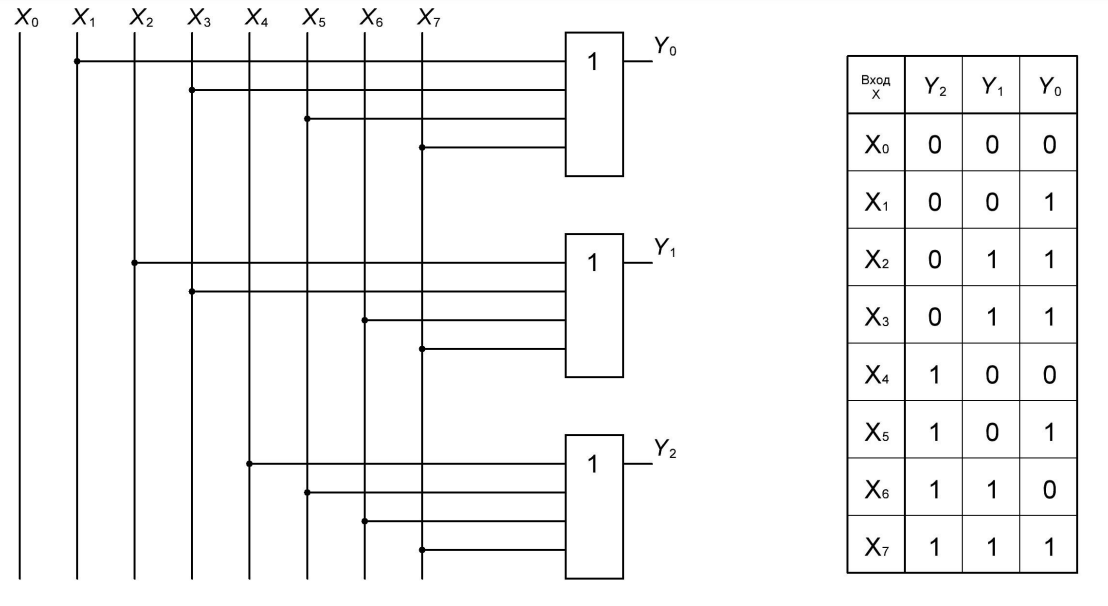 X₀ X₁ X₂ X₃ X₄ X₅ X₆ X₇
1 Y₀
1 Y₁
1 Y₂
Вход X Y₂ Y₁ Y₀
X₀ 0 0 0
X₁ 0 0 1
X₂ 0 1 1
X₃ 0 1 1
X₄ 1 0 0
X₅ 1 0 1
X₆ 1 1 0
X₇ 1 1 1